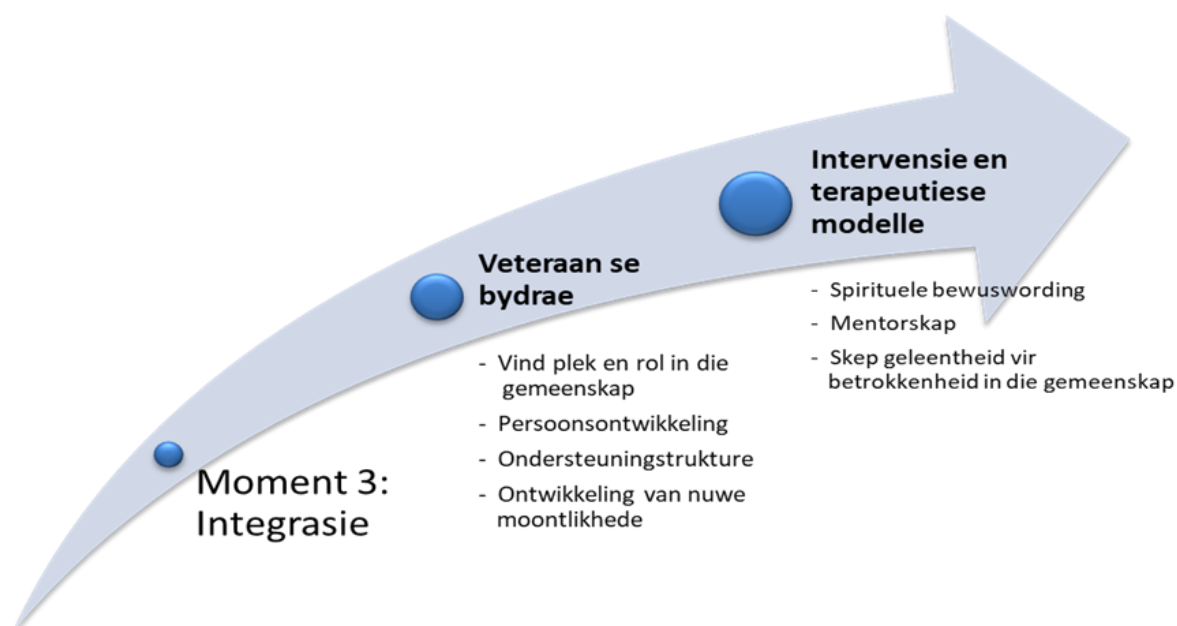 Moment 3:
Integrasie
Veteraan se
bydrae
- Vind plek en rol in die
gemeenskap
- Persoonsontwikkeling
- Ondersteuningstrukture
- Ontwikkeling van nuwe
moontlikhede
Intervensie en
terapeutiese
modelle
- Spirituele bewuswording
- Mentorskap
- Skep geleentheid vir
betrokkenheid in die gemeenskap